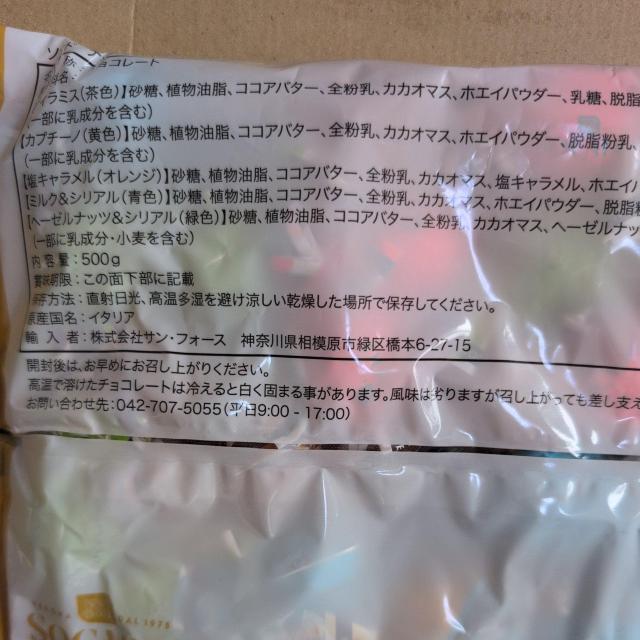 チョコレート
ィラミス(茶色)】砂糖、植物油脂、ココアバター、全粉乳、カカオマス、ホエイパウダー、乳糖、脱脂
(一部に乳成分を含む)
【カプチーノ(黄色)】砂糖、植物油脂、ココアバター、全粉乳、カカオマス、ホエイパウダー、脱脂粉乳、
(一部に乳成分を含む)
【塩キャラメル(オレンジ)】砂糖、植物油脂、ココアバター、全粉乳、カカオマス、塩キャラメル、ホエイパ
【ミルク&シリアル(青色)】砂糖、植物油脂、ココアバター、全粉乳、カカオマス、ホエイパウダー、脱脂粉
【ヘーゼルナッツ&シリアル(緑色)】砂糖、植物油脂、ココアバター、全粉乳、カカオマス、ヘーゼルナッ
(一部に乳成分・小麦を含む)
内容量:500g
賞味期限:この面下部に記載
保存方法:直射日光、高温多湿を避け涼しい乾燥した場所で保存してください。
原産国名:イタリア
輸入者:株式会社サン・フォース 神奈川県相模原市緑区橋本6-27-15
開封後は、お早めにお召し上がりください。
高温で溶けたチョコレートは冷えると白く固まる事があります。風味は劣りますが召し上がっても差し支え
お問い合わせ先:042-707-5055(平日9:00 - 17:00)